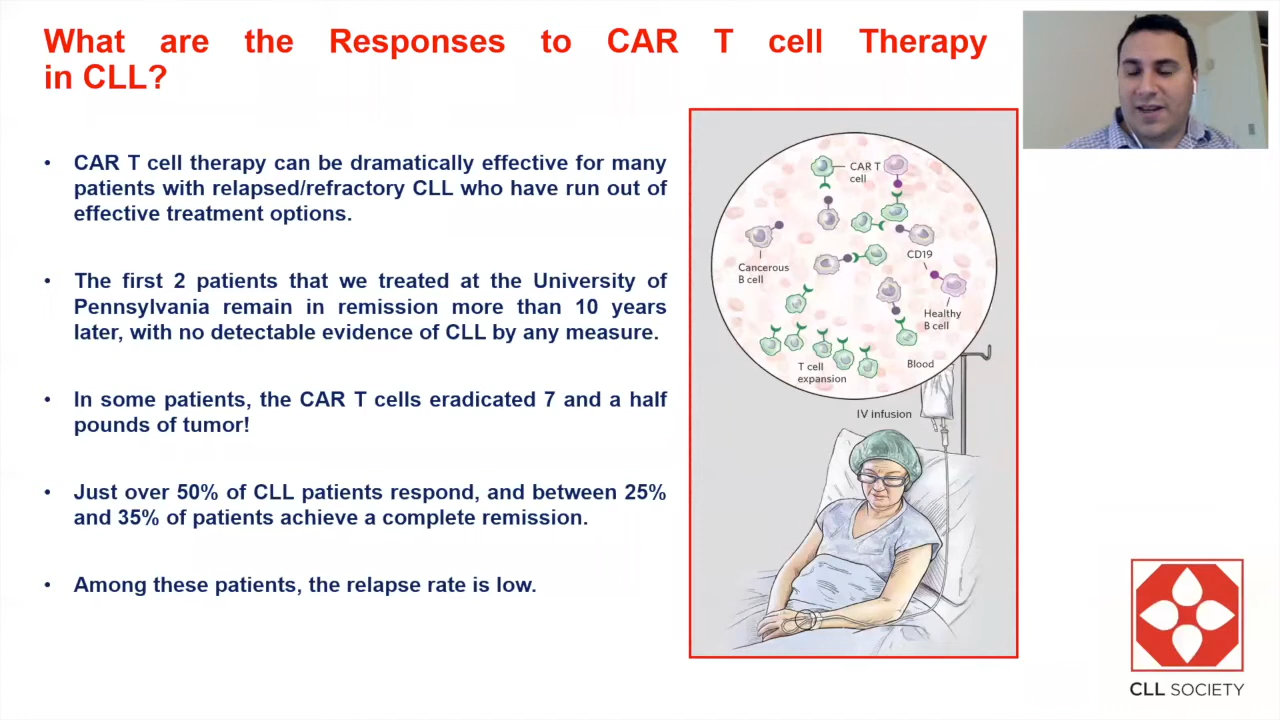 What are the Responses to CAR T cell Therapy
in CLL?
• CAR T cell therapy can be dramatically effective for many
patients with relapsed/refractory CLL who have run out of
effective treatment options.
• The first 2 patients that we treated at the University of
Pennsylvania remain in remission more than 10 years
later, with no detectable evidence of CLL by any measure.
• In some patients, the CAR T cells eradicated 7 and a half
pounds of tumor!
• Just over 50% of CLL patients respond, and between 25%
and 35% of patients achieve a complete remission.
• Among these patients, the relapse rate is low.
CAR T
cell
CD19
Cancerous
B cell
Healthy
B cell
T cell
expansion
Blood
IV infusion
CLL SOCIETY